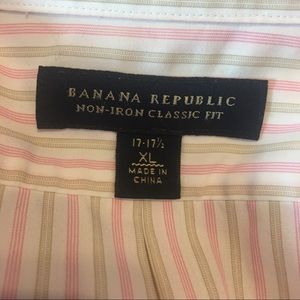 BANANA REPUBLIC
NON-IRON CLASSIC FIT
17-17½
XL
MADE IN
CHINA